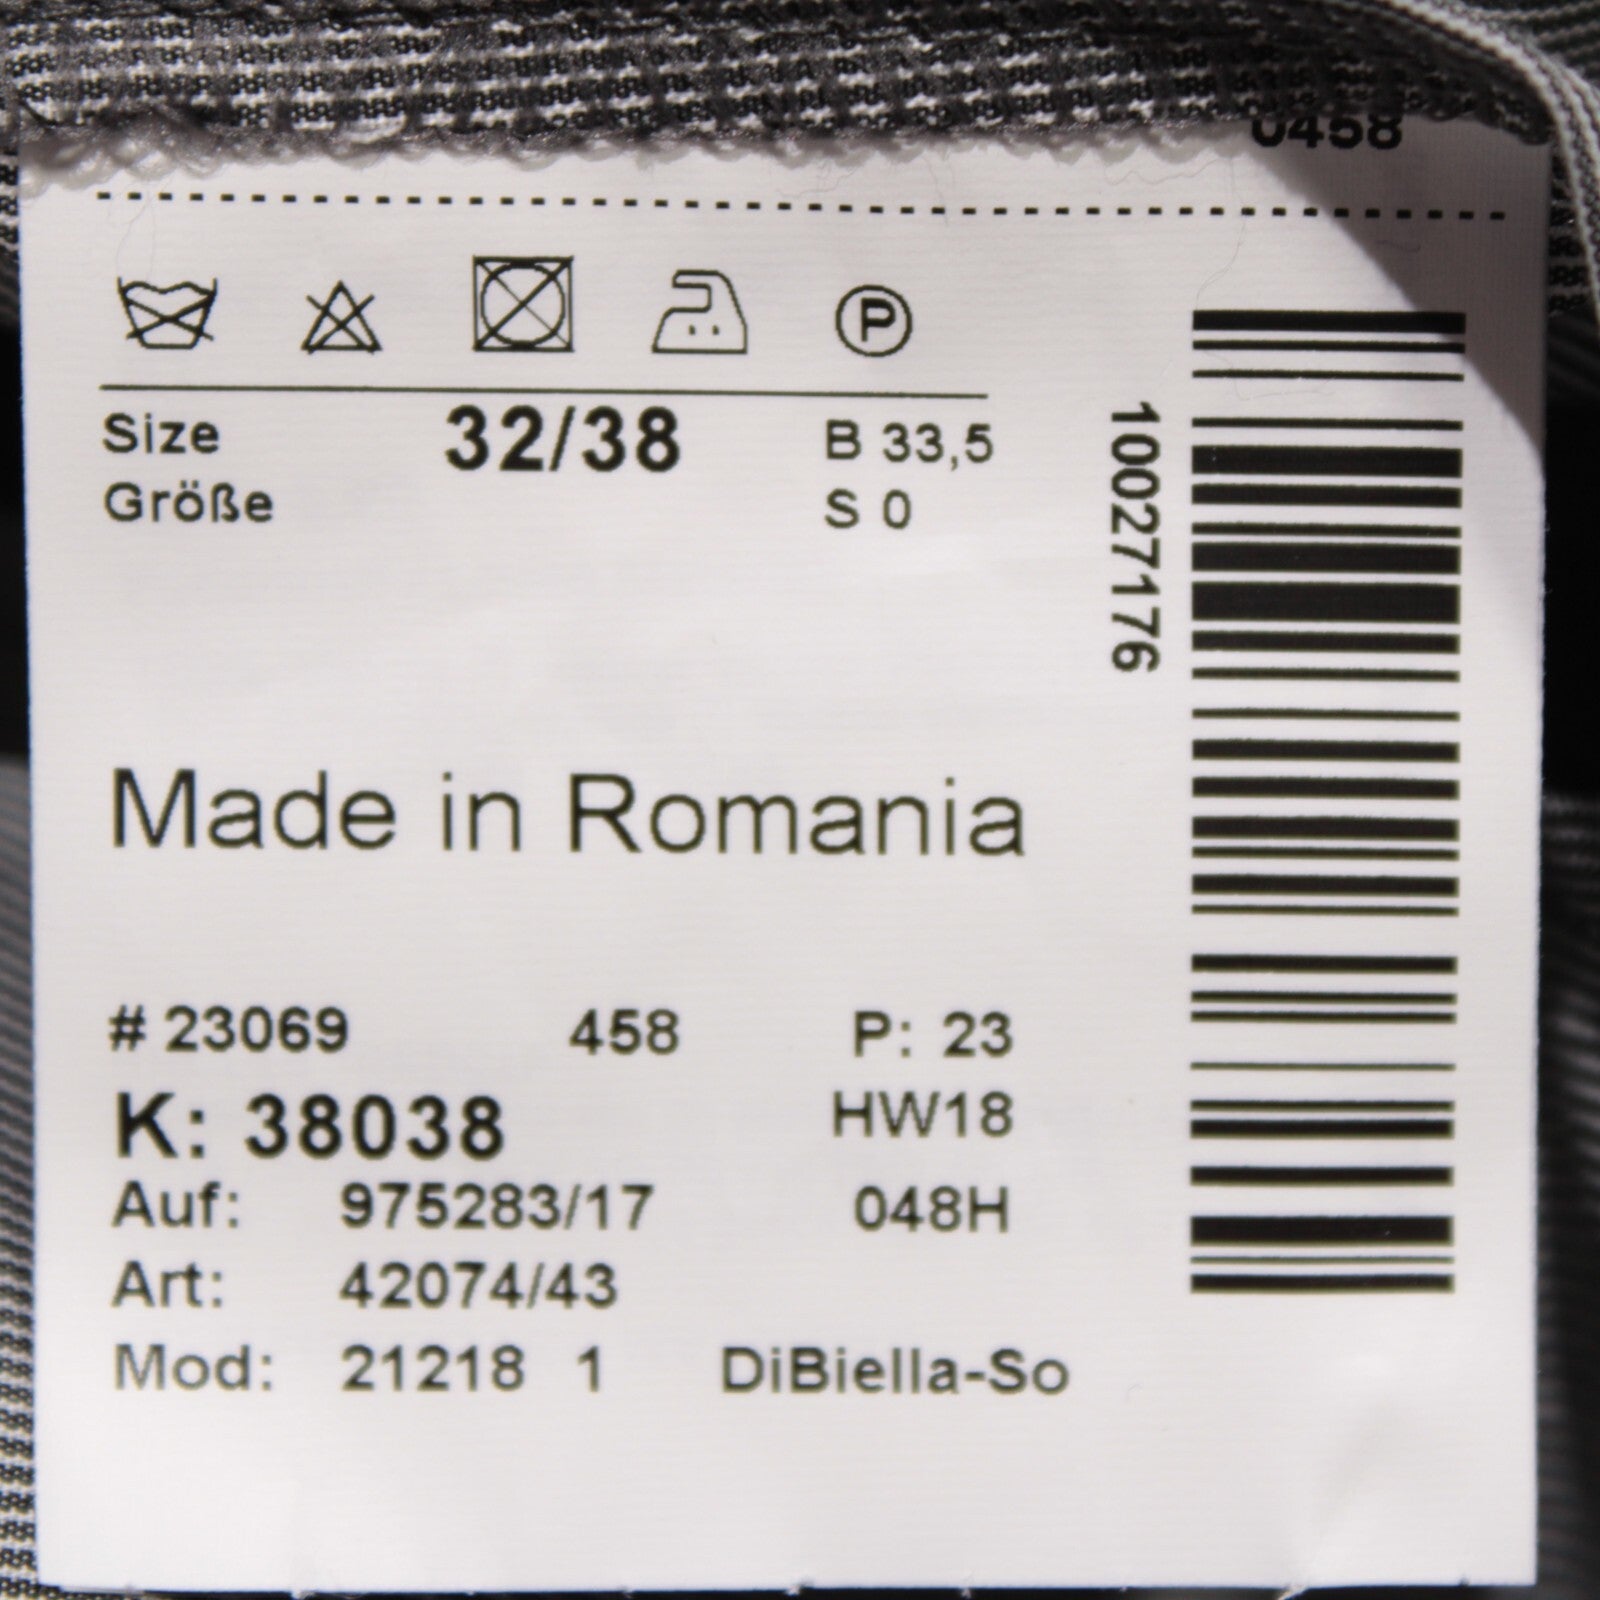 0458
P
Size 32/38 B 33,5
Größe S 0
10027176
Made in Romania
# 23069 458 P: 23
K: 38038 HW18
Auf: 975283/17 048H
Art: 42074/43
Mod: 21218 1 DiBiella-So